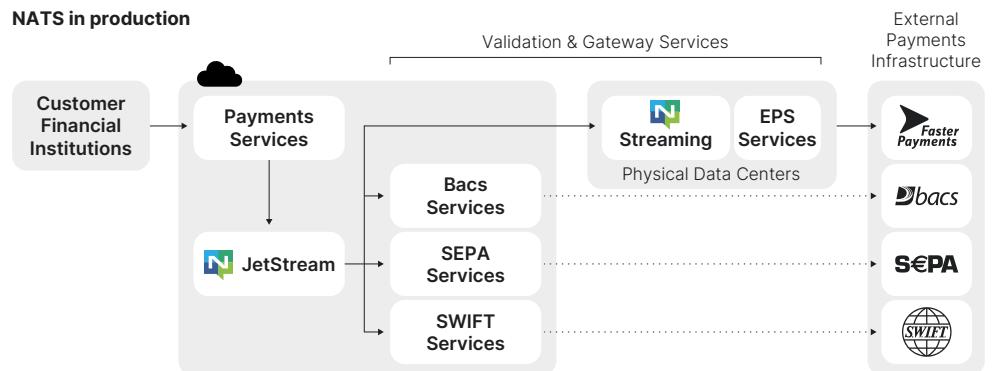 NATS in production
External
Payments
Infrastructure
Validation & Gateway Services
Customer
Financial
Institutions
Payments
Services
N
Streaming
EPS
Services
Faster
Payments
Physical Data Centers
Bacs
Services
bacs
N
JetStream
SEPA
Services
S€PA
SWIFT
Services
SWIFT